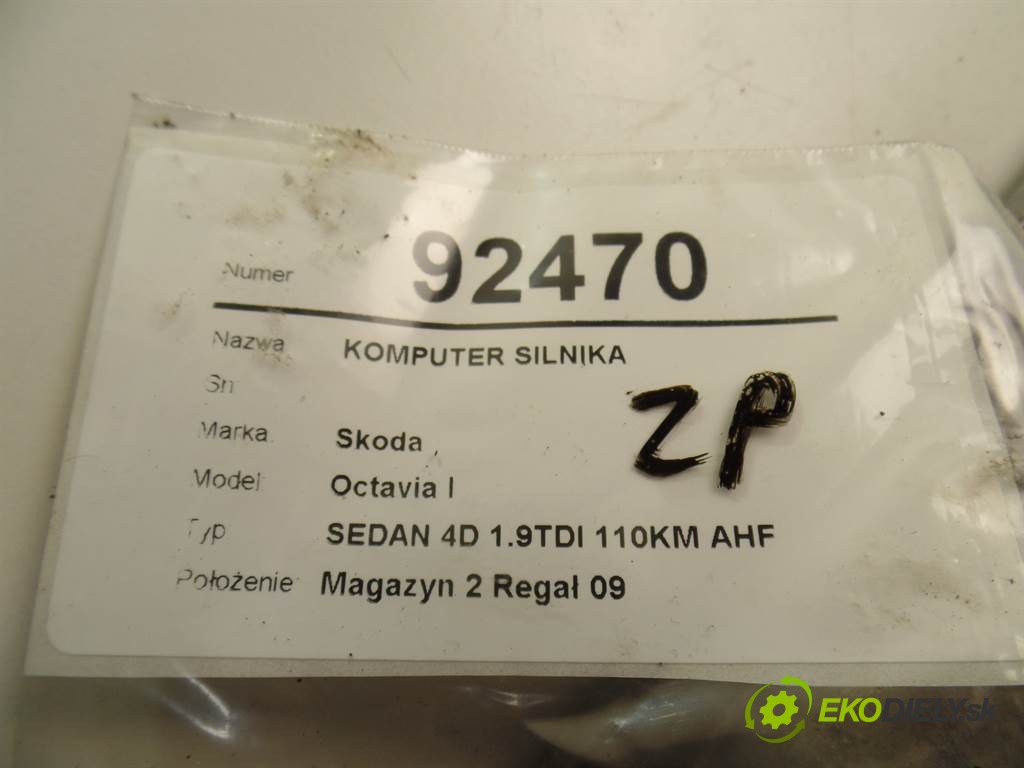 Numer 92470
Nazwa KOMPUTER SILNIKA
Sn
ZP
Marka Skoda
Model Octavia I
Typ SEDAN 4D 1.9TDI 110KM AHF
Położenie Magazyn 2 Regał 09
EKODIELY.sk